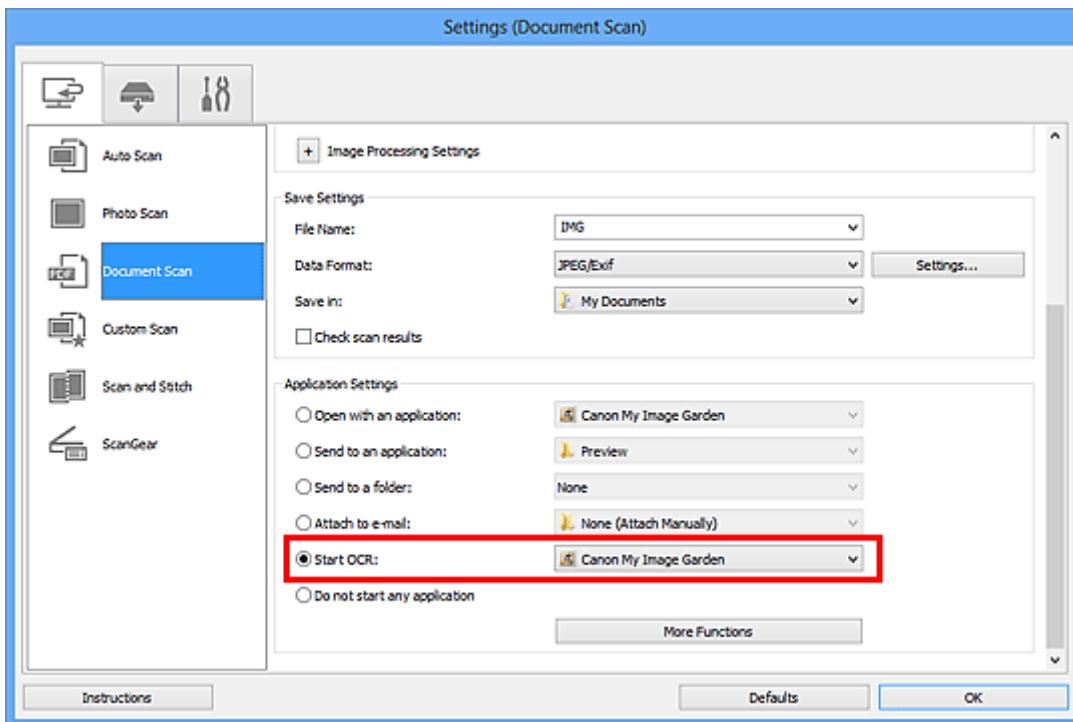 Settings (Document Scan)
Auto Scan
Photo Scan
PDF
Document Scan
Custom Scan
Scan and Stitch
ScanGear
+ Image Processing Settings
Save Settings
File Name: IMG
Data Format: JPEG/Exif Settings...
Save in: My Documents
Check scan results
Application Settings
Open with an application: Canon My Image Garden
Send to an application: Preview
Send to a folder: None
Attach to e-mail: None (Attach Manually)
Start OCR: Canon My Image Garden
Do not start any application
More Functions
Instructions Defaults OK